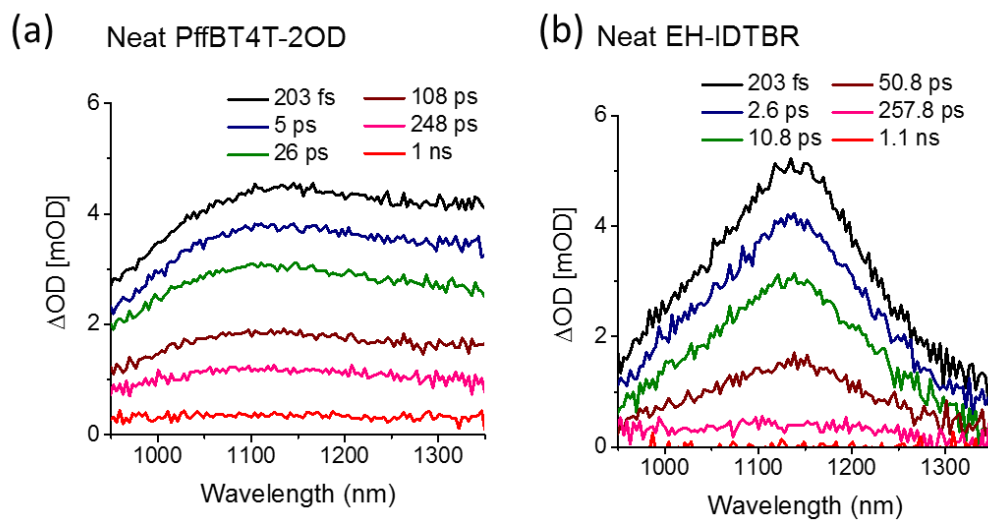 (a) Neat PffBT4T-2OD
203 fs 108 ps
5 ps 248 ps
26 ps 1 ns
6
4
2
0
ΔOD [mOD]
1000 1100 1200 1300
Wavelength (nm)
(b) Neat EH-IDTBR
203 fs 50.8 ps
2.6 ps 257.8 ps
10.8 ps 1.1 ns
6
4
2
0
ΔOD [mOD]
1000 1100 1200 1300
Wavelength (nm)